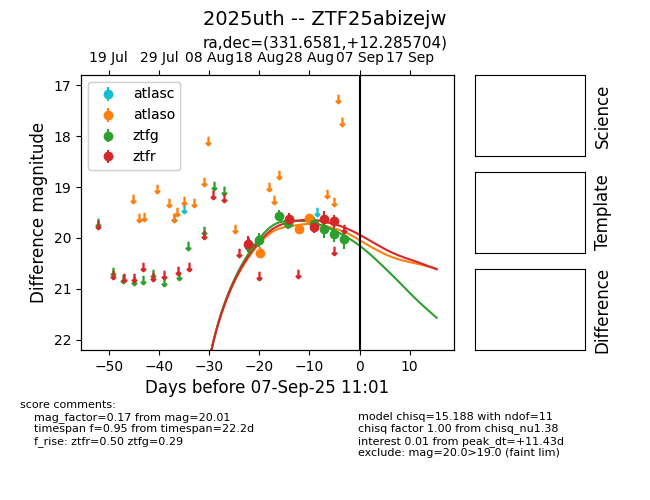 2025uth -- ZTF25abizejw
ra,dec=(331.6581,+12.285704)
19 Jul 29 Jul 08 Aug 18 Aug 28 Aug 07 Sep 17 Sep
17
18
19
20
21
22
Difference magnitude
atlasc
atlaso
ztfg
ztfr
−50 −40 −30 −20 −10 0 10
Days before 07-Sep-25 11:01
Science
Template
Difference
score comments:
mag_factor=0.17 from mag=20.01
timespan f=0.95 from timespan=22.2d
f_rise: ztfr=0.50 ztfg=0.29
model chisq=15.188 with ndof=11
chisq factor 1.00 from chisq_nu1.38
interest 0.01 from peak_dt=+11.43d
exclude: mag=20.0>19.0 (faint lim)